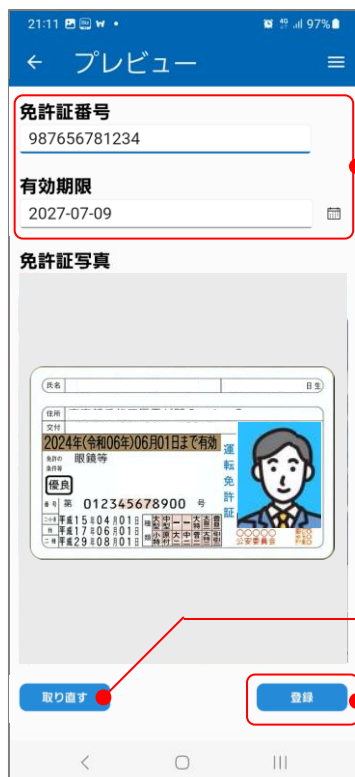 21:11
97%
プレビュー
免許証番号
987656781234
有効期限
2027-07-09
免許証写真
氏名
日生
住所
交付
2024年(令和06年)06月01日まで有効
免許の
条件等
眼鏡等
優良
番号 第 012345678900 号
平成15年04月01日
平成17年06月01日
平成29年08月01日
種類
運転免許証
公安委員会
取り直す
登録